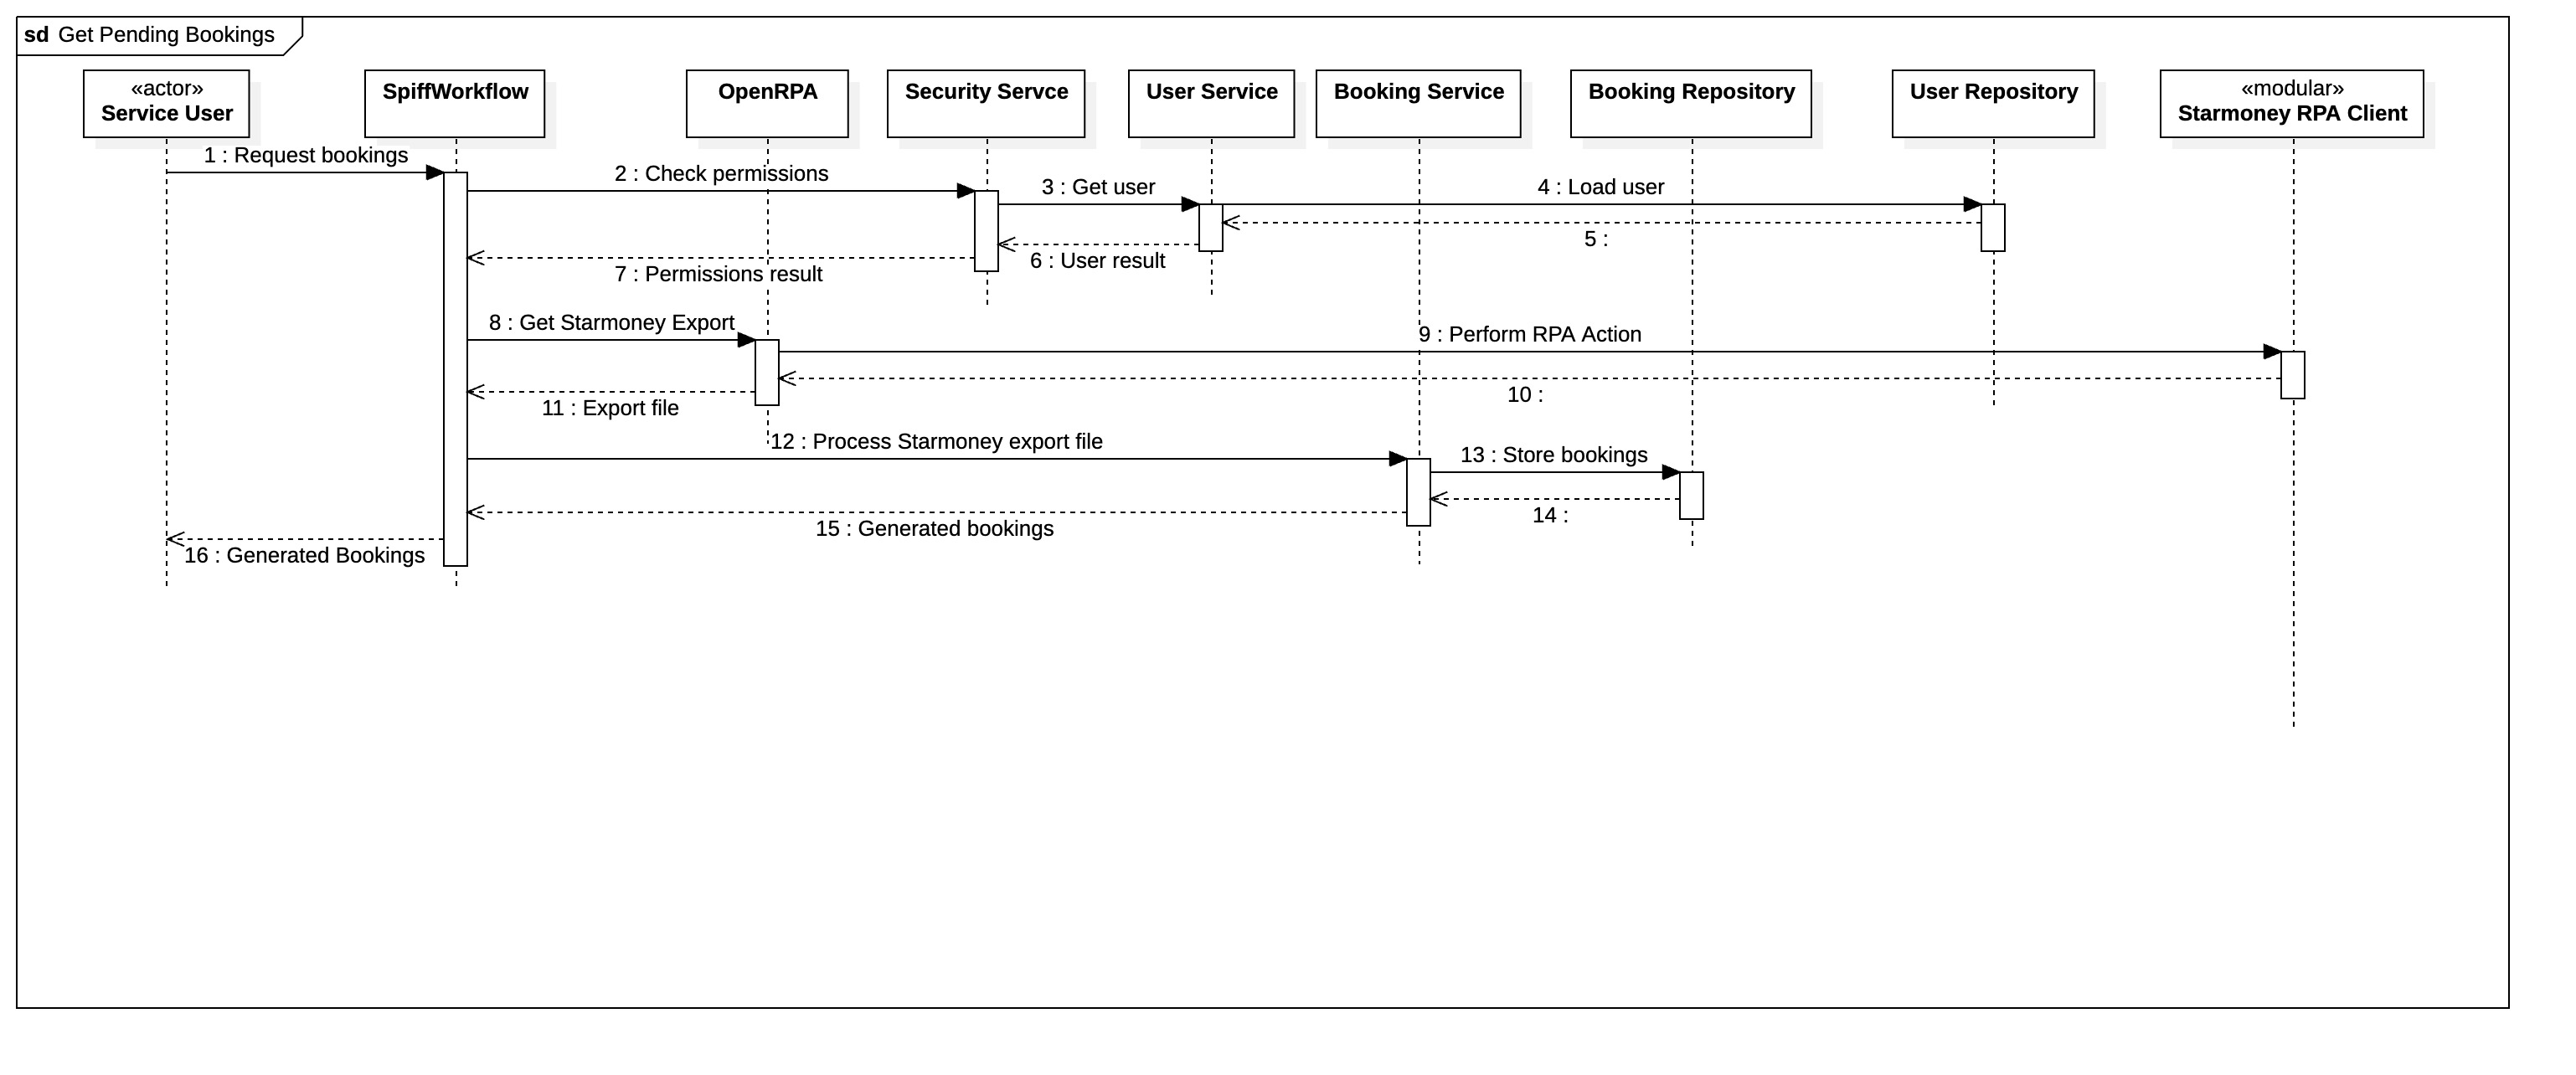 sd Get Pending Bookings
«actor»
Service User
SpiffWorkflow
OpenRPA
Security Servce
User Service
Booking Service
Booking Repository
User Repository
«modular»
Starmoney RPA Client
1 : Request bookings
2 : Check permissions
3 : Get user
4 : Load user
5 :
6 : User result
7 : Permissions result
8 : Get Starmoney Export
9 : Perform RPA Action
10 :
11 : Export file
12 : Process Starmoney export file
13 : Store bookings
14 :
15 : Generated bookings
16 : Generated Bookings